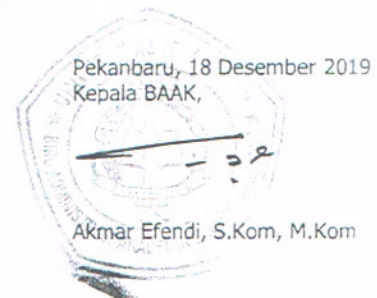 Pekanbaru, 18 Desember 2019
Kepala BAAK,
Akmar Efendi, S.Kom, M.Kom